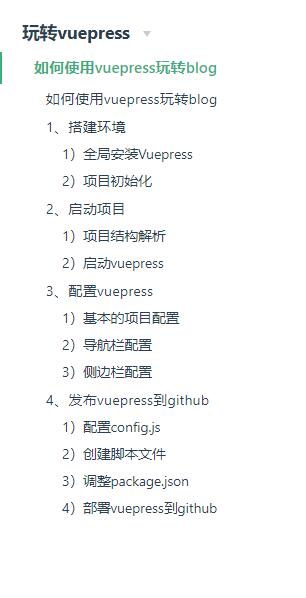 玩转vuepress
如何使用vuepress玩转blog
如何使用vuepress玩转blog
1、搭建环境
1）全局安装Vuepress
2）项目初始化
2、启动项目
1）项目结构解析
2）启动vuepress
3、配置vuepress
1）基本的项目配置
2）导航栏配置
3）侧边栏配置
4、发布vuepress到github
1）配置config.js
2）创建脚本文件
3）调整package.json
4）部署vuepress到github